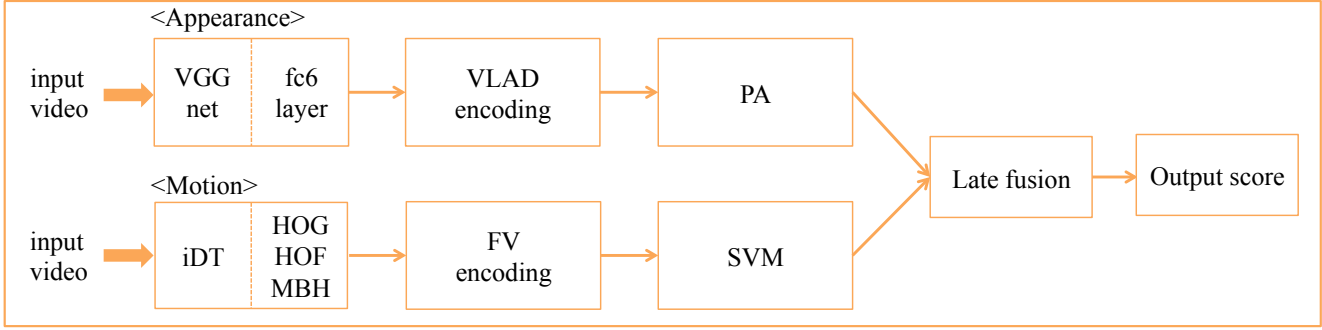 <Appearance>
input
video
VGG
net
fc6
layer
VLAD
encoding
PA
<Motion>
input
video
iDT
HOG
HOF
MBH
FV
encoding
SVM
Late fusion
Output score